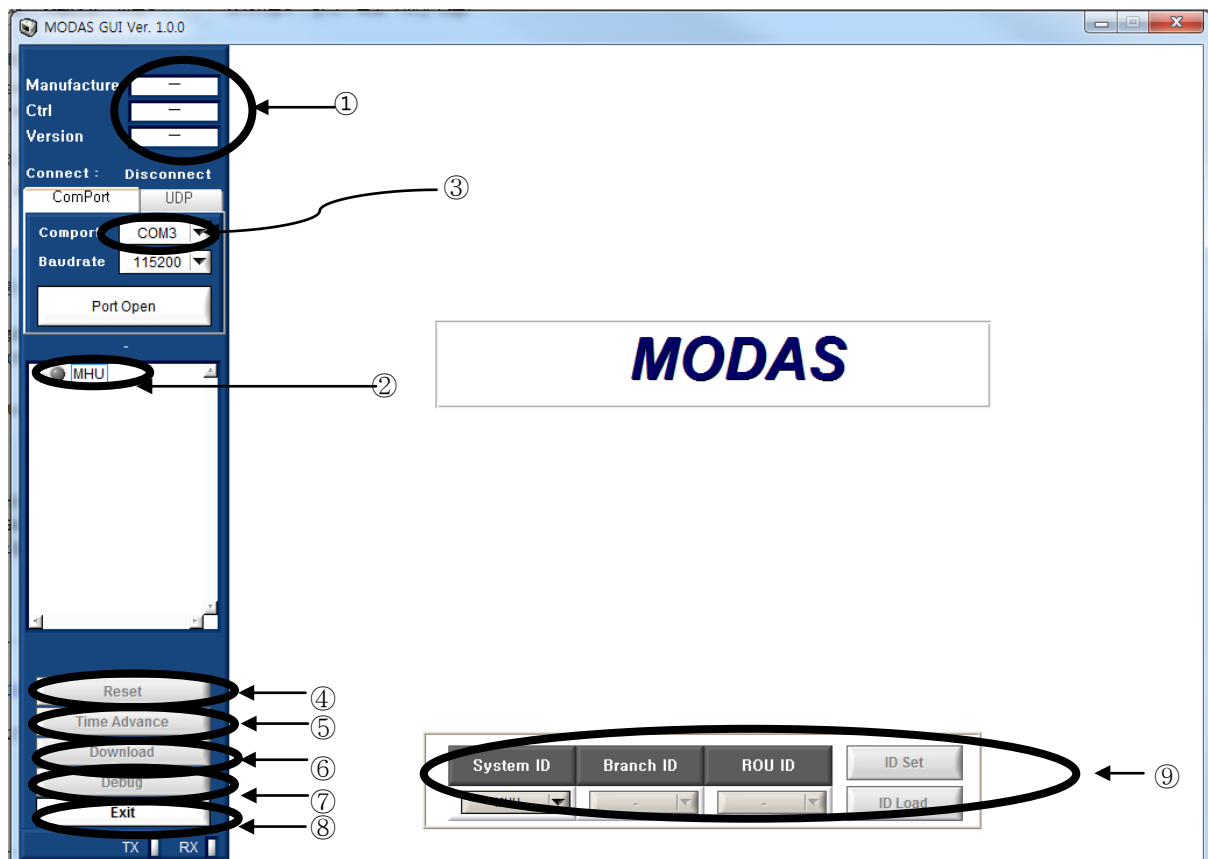 MODAS GUI Ver. 1.0.0
Manufacture —
Ctrl —
Version —
①
Connect : Disconnect
ComPort UDP
③
Comport COM3
Baudrate 115200
Port Open
-
MHU
②
MODAS
Reset
④
Time Advance
⑤
Download
⑥
Debug
⑦
Exit
⑧
TX RX
System ID Branch ID ROU ID ID Set
MHU - - ID Load
⑨